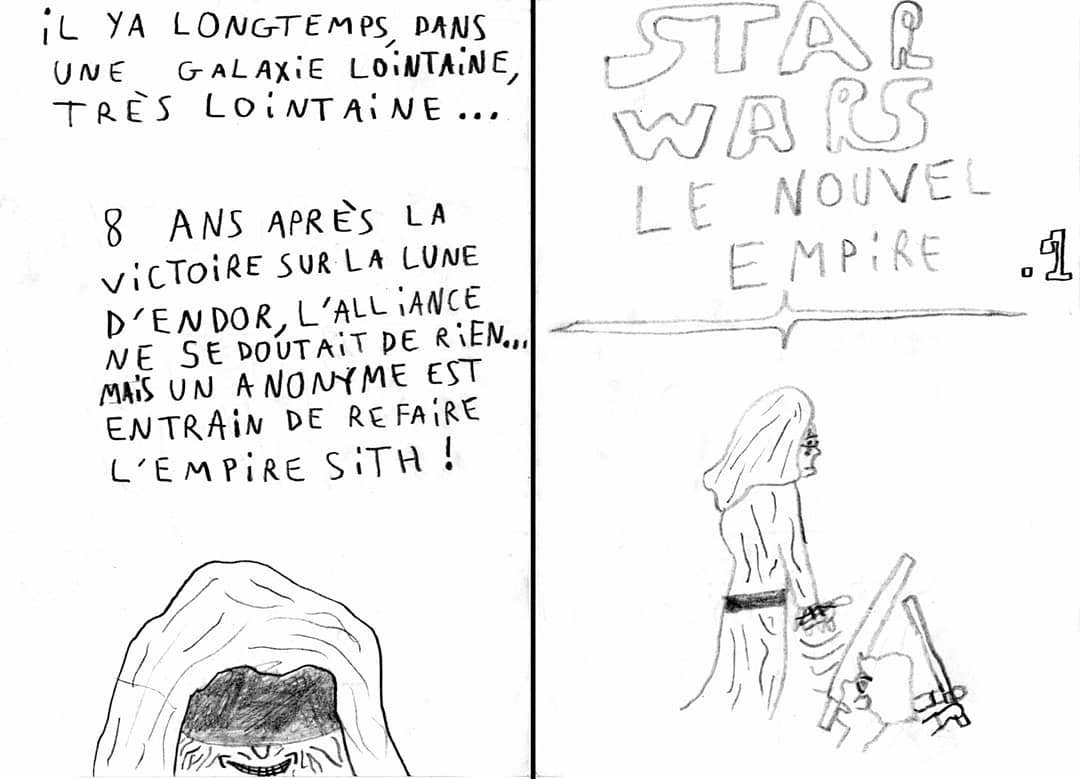 iL YA LONGTEMPS, DANS
UNE GALAXiE LOiNTAiNE,
TRÈS LOiNTAiNE...
8 ANS APRÈS LA
ViCTOiRE SUR LA LUNE
D'ENDOR, L'ALLiANCE
NE SE DOUTAiT DE RiEN...
MAiS UN ANONYME EST
ENTRAiN DE REFAiRE
L'EMPiRE SiTH !
STAR
WARS
LE NOUVEL
EMPiRE
.1